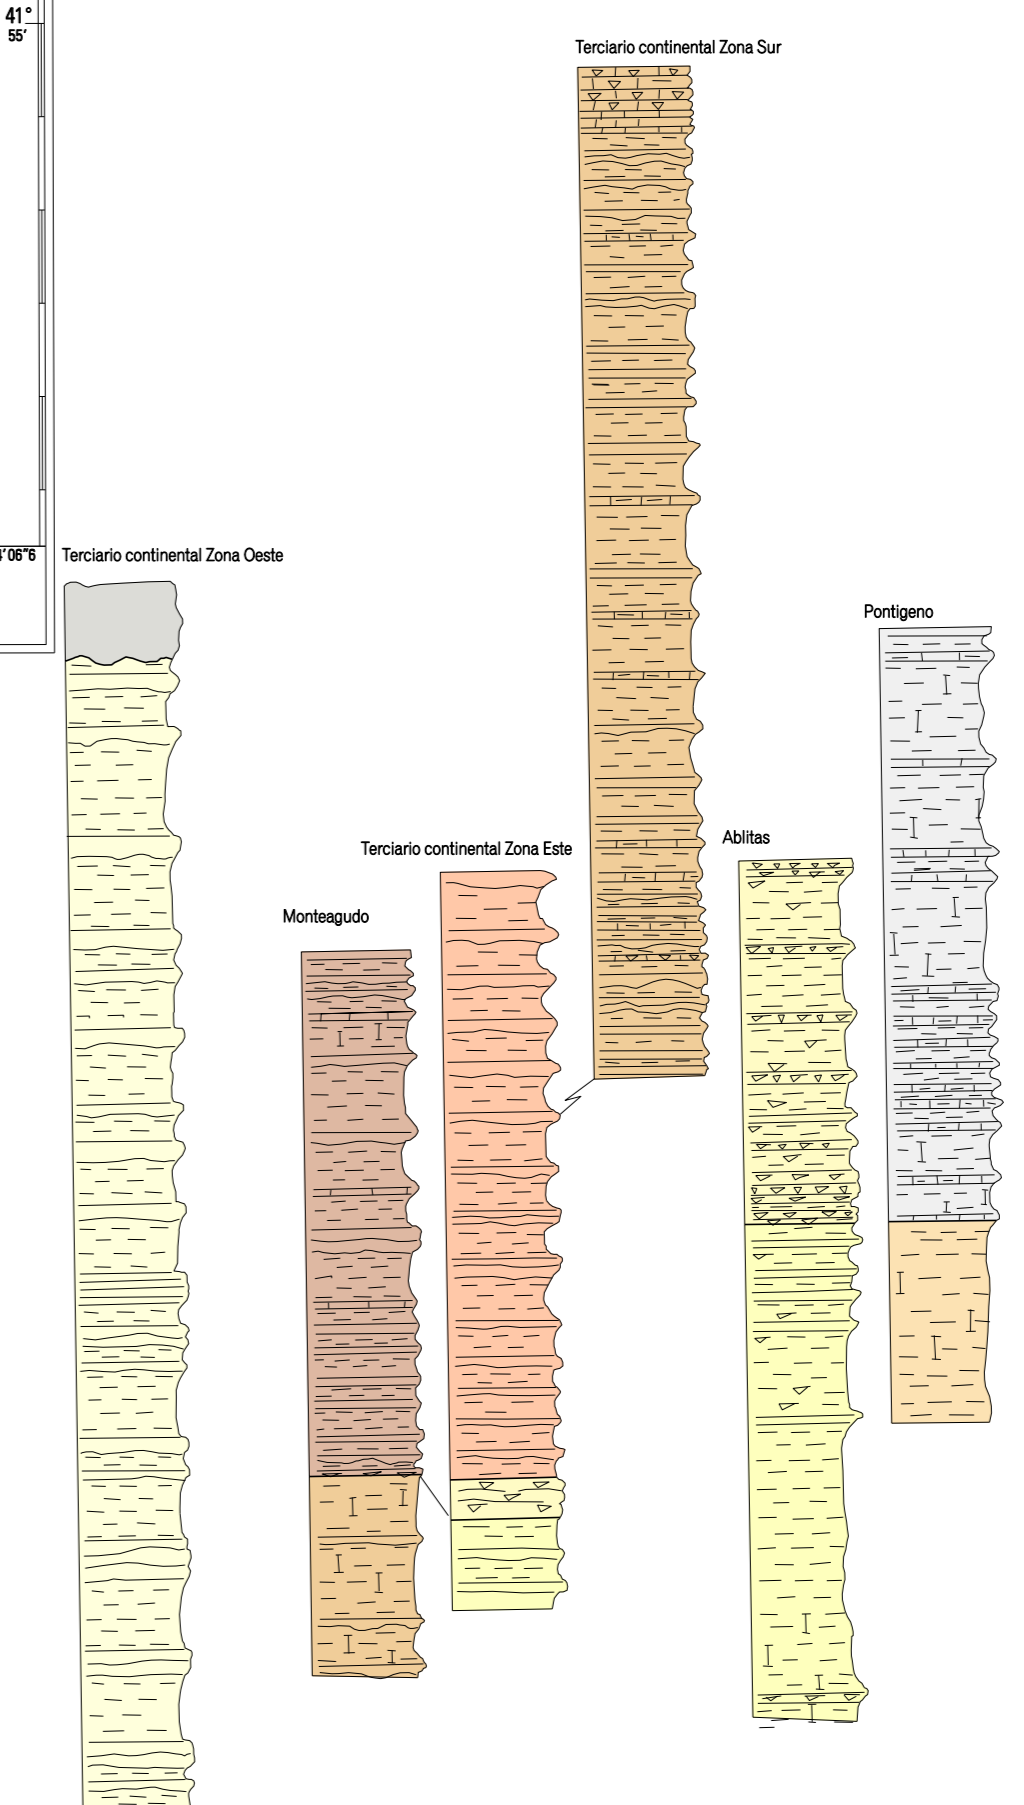 41°
55'
Terciario continental Zona Sur
'06"6
Terciario continental Zona Oeste
Pontigeno
Ablitas
Terciario continental Zona Este
Monteagudo